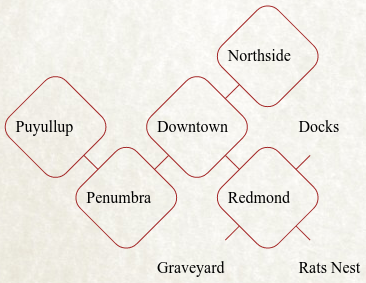 Northside
Puyullup
Downtown
Docks
Penumbra
Redmond
Graveyard
Rats Nest